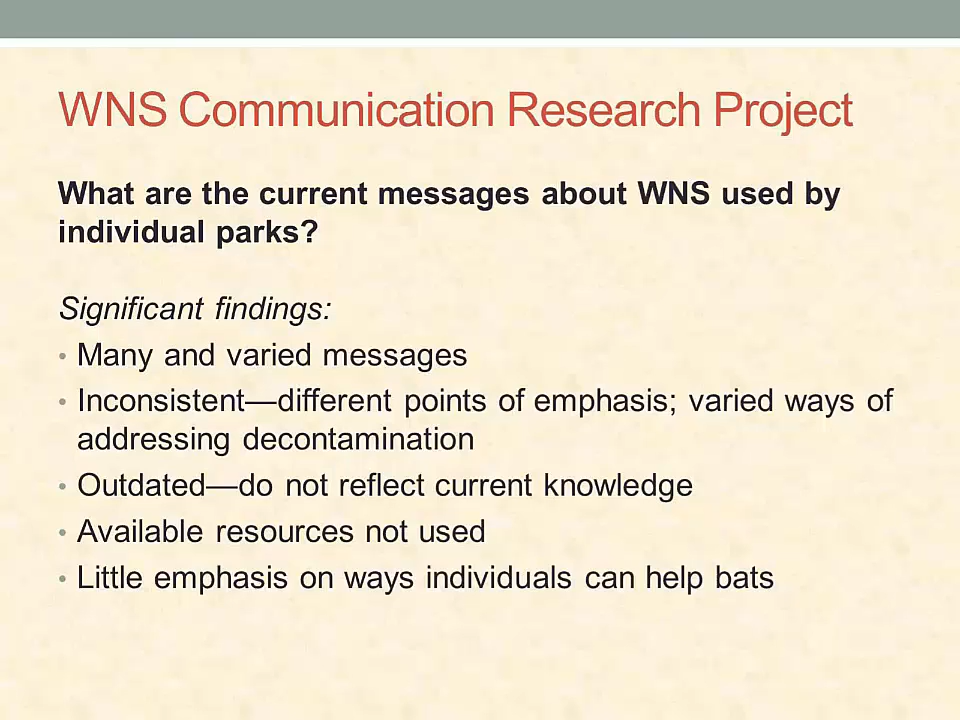 WNS Communication Research Project
What are the current messages about WNS used by
individual parks?
Significant findings:
• Many and varied messages
• Inconsistent—different points of emphasis; varied ways of
addressing decontamination
• Outdated—do not reflect current knowledge
• Available resources not used
• Little emphasis on ways individuals can help bats